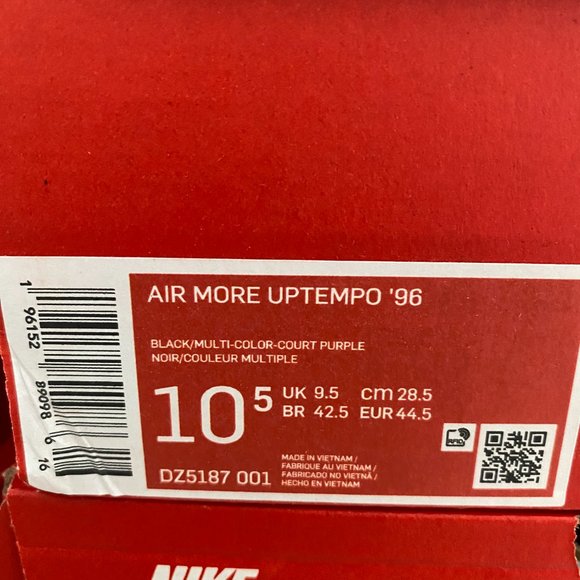 AIR MORE UPTEMPO '96
BLACK/MULTI-COLOR-COURT PURPLE
NOIR/COULEUR MULTIPLE
10 5 UK 9.5 CM 28.5
BR 42.5 EUR 44.5
DZ5187 001
MADE IN VIETNAM /
FABRIQUE AU VIETNAM /
FABRICADO NO VIETNÃ /
HECHO EN VIETNAM
RFID
1 96152 89098 6 16
NIKE